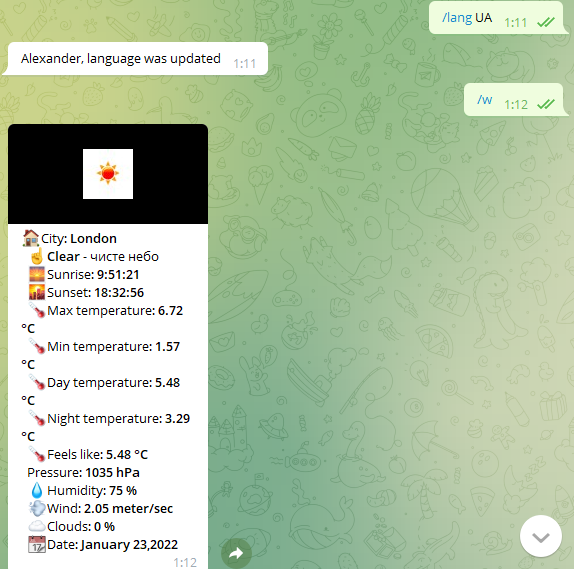 /lang UA 1:11
Alexander, language was updated 1:11
/w 1:12
City: London
Clear - чисте небо
Sunrise: 9:51:21
Sunset: 18:32:56
Max temperature: 6.72
°C
Min temperature: 1.57
°C
Day temperature: 5.48
°C
Night temperature: 3.29
°C
Feels like: 5.48 °C
Pressure: 1035 hPa
Humidity: 75 %
Wind: 2.05 meter/sec
Clouds: 0 %
Date: January 23,2022
1:12